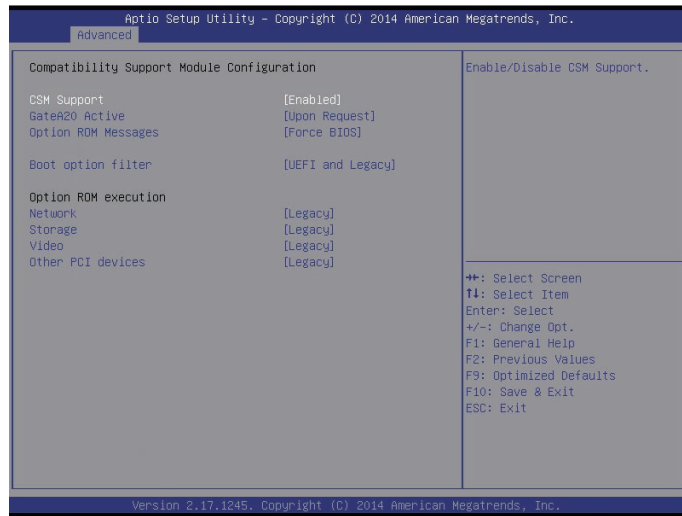 Aptio Setup Utility – Copyright (C) 2014 American Megatrends, Inc.
Advanced
Compatibility Support Module Configuration
CSM Support [Enabled]
GateA20 Active [Upon Request]
Option ROM Messages [Force BIOS]
Boot option filter [UEFI and Legacy]
Option ROM execution
Network [Legacy]
Storage [Legacy]
Video [Legacy]
Other PCI devices [Legacy]
Enable/Disable CSM Support.
→←: Select Screen
↑↓: Select Item
Enter: Select
+/-: Change Opt.
F1: General Help
F2: Previous Values
F9: Optimized Defaults
F10: Save & Exit
ESC: Exit
Version 2.17.1245. Copyright (C) 2014 American Megatrends, Inc.